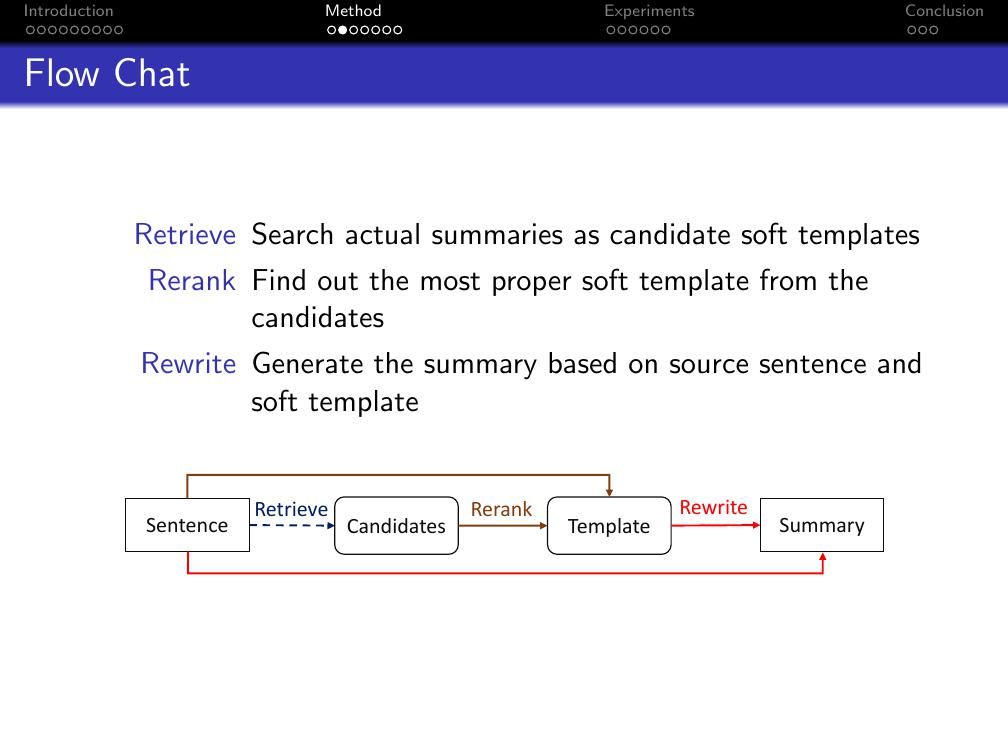 Introduction Method Experiments Conclusion
Flow Chat
Retrieve Search actual summaries as candidate soft templates
Rerank Find out the most proper soft template from the
candidates
Rewrite Generate the summary based on source sentence and
soft template
Sentence Retrieve Candidates Rerank Template Rewrite Summary